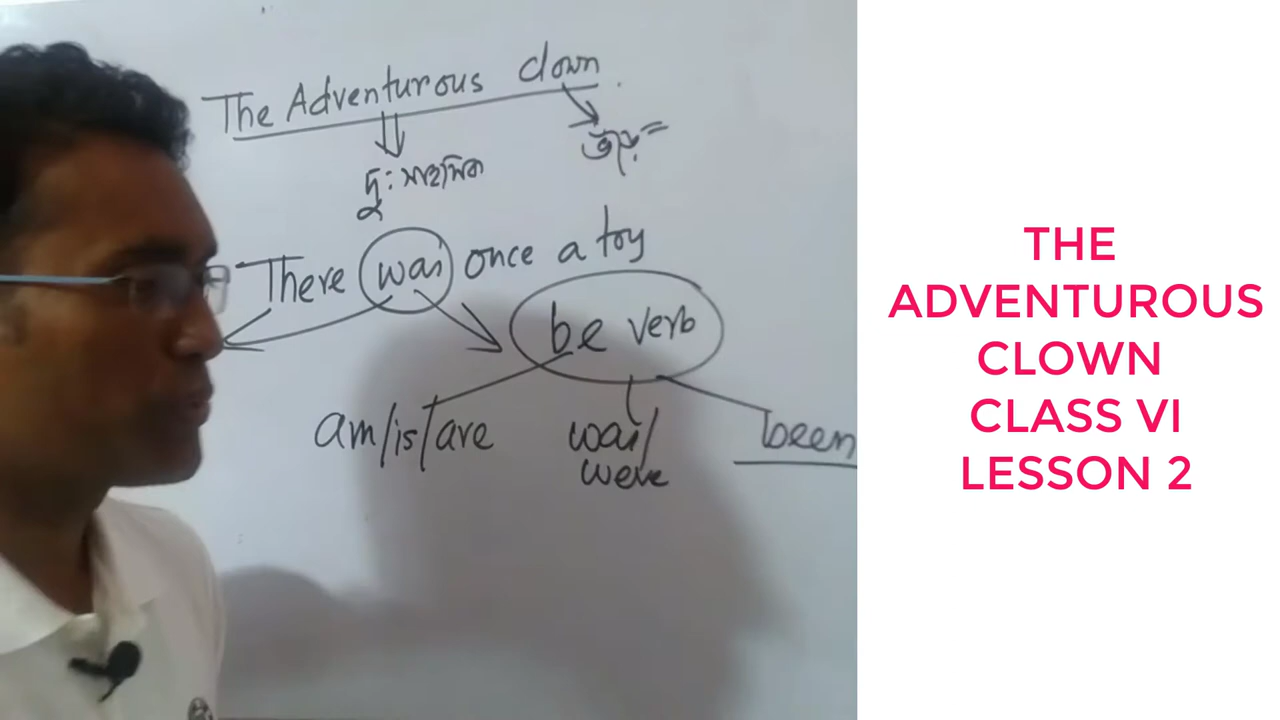 The Adventurous clown.
দুঃসাহসিক
ভাঁড়
There was once a toy
be verb
am/is/are
was/
were
been
THE
ADVENTUROUS
CLOWN
CLASS VI
LESSON 2